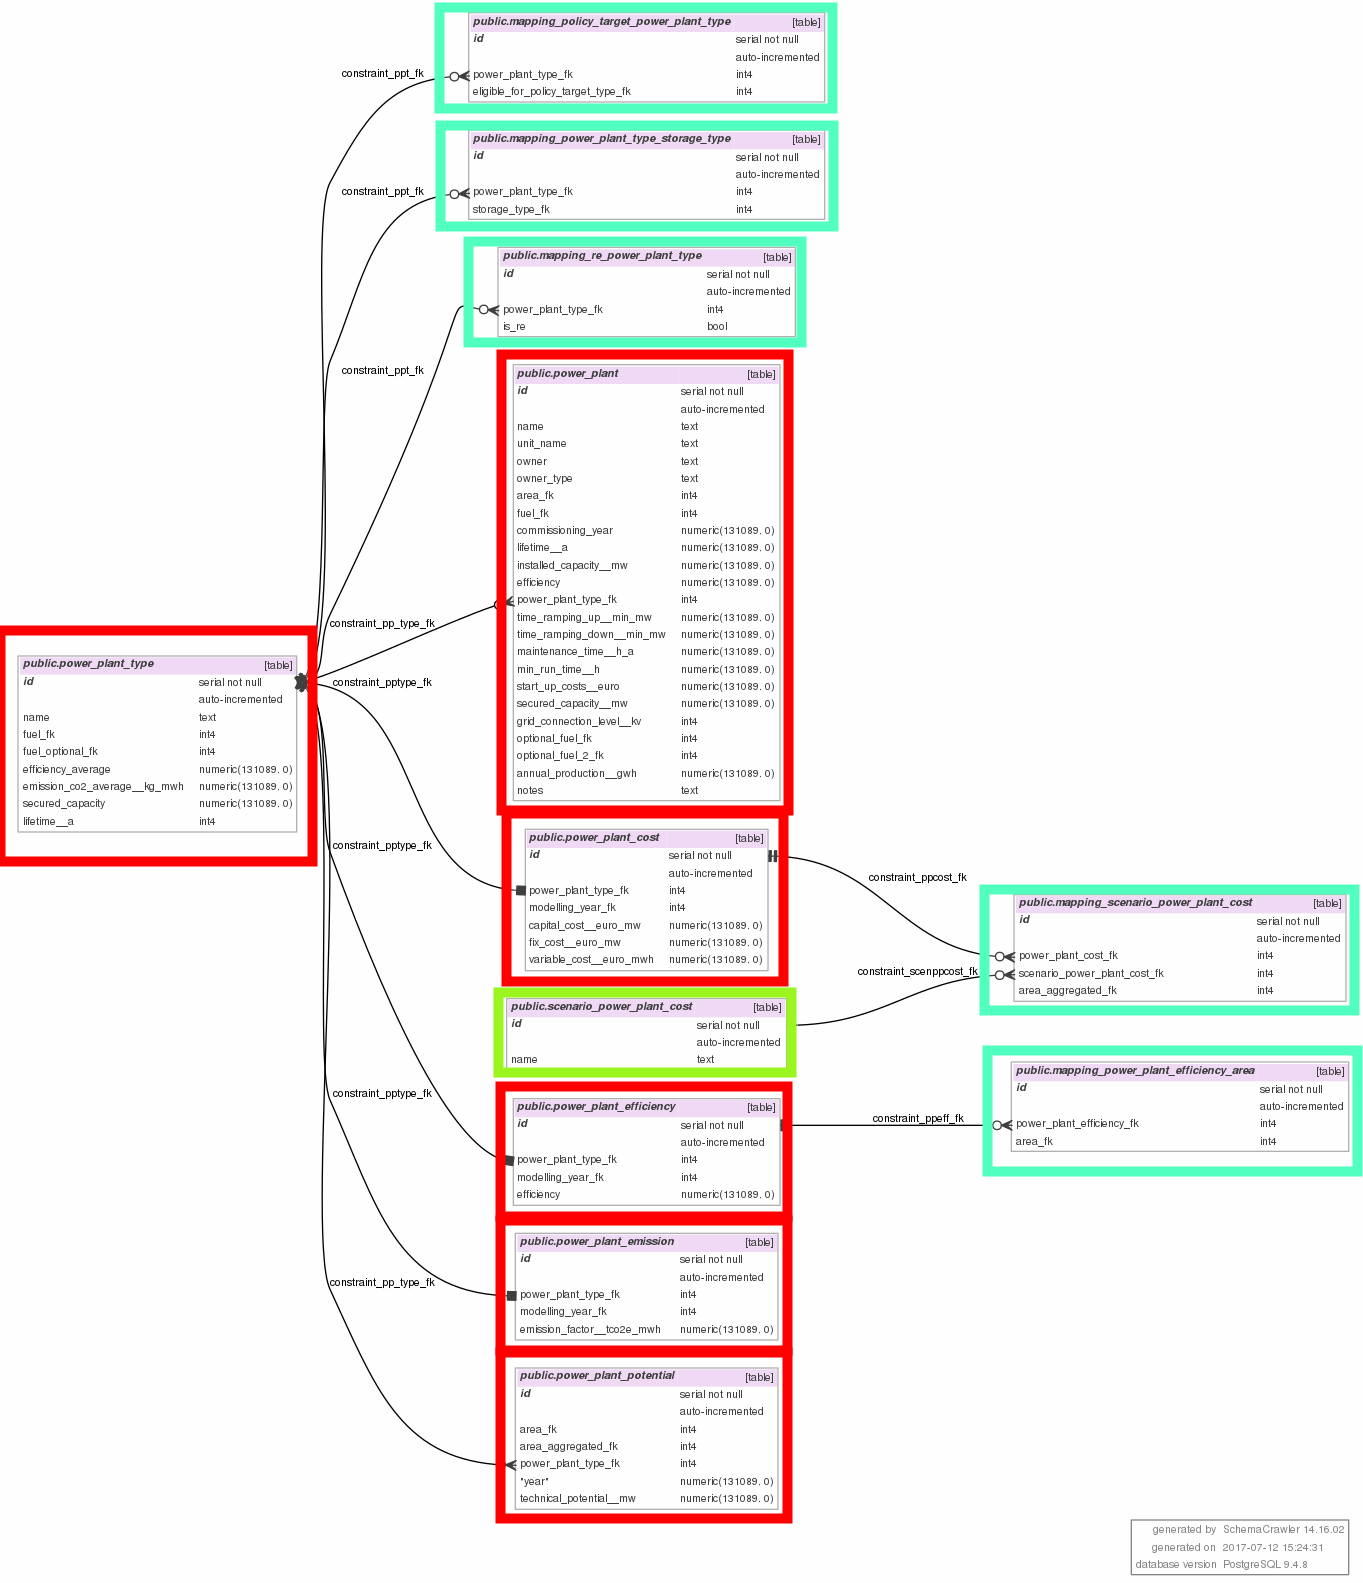 public.mapping_policy_target_power_plant_type [table]
id serial not null
auto-incremented
constraint_ppt_fk
power_plant_type_fk int4
eligible_for_policy_target_type_fk int4
public.mapping_power_plant_type_storage_type [table]
id serial not null
auto-incremented
constraint_ppt_fk
power_plant_type_fk int4
storage_type_fk int4
public.mapping_re_power_plant_type [table]
id serial not null
auto-incremented
power_plant_type_fk int4
is_re bool
constraint_ppt_fk
public.power_plant [table]
id serial not null
auto-incremented
name text
unit_name text
owner text
owner_type text
area_fk int4
fuel_fk int4
commissioning_year numeric(131089, 0)
lifetime__a numeric(131089, 0)
installed_capacity__mw numeric(131089, 0)
efficiency numeric(131089, 0)
power_plant_type_fk int4
time_ramping_up__min_mw numeric(131089, 0)
time_ramping_down__min_mw numeric(131089, 0)
maintenance_time__h_a numeric(131089, 0)
min_run_time__h numeric(131089, 0)
start_up_costs__euro numeric(131089, 0)
secured_capacity__mw numeric(131089, 0)
grid_connection_level__kv int4
optional_fuel_fk int4
optional_fuel_2_fk int4
annual_production__gwh numeric(131089, 0)
notes text
constraint_pp_type_fk
constraint_pptype_fk
public.power_plant_type [table]
id serial not null
auto-incremented
name text
fuel_fk int4
fuel_optional_fk int4
efficiency_average numeric(131089, 0)
emission_co2_average__kg_mwh numeric(131089, 0)
secured_capacity numeric(131089, 0)
lifetime__a int4
constraint_pptype_fk
public.power_plant_cost [table]
id serial not null
auto-incremented
power_plant_type_fk int4
modelling_year_fk int4
capital_cost__euro_mw numeric(131089, 0)
fix_cost__euro_mw numeric(131089, 0)
variable_cost__euro_mwh numeric(131089, 0)
constraint_ppcost_fk
public.mapping_scenario_power_plant_cost [table]
id serial not null
auto-incremented
power_plant_cost_fk int4
scenario_power_plant_cost_fk int4
area_aggregated_fk int4
constraint_scenppcost_fk
public.scenario_power_plant_cost [table]
id serial not null
auto-incremented
name text
public.mapping_power_plant_efficiency_area [table]
id serial not null
auto-incremented
power_plant_efficiency_fk int4
area_fk int4
constraint_ppeff_fk
constraint_pptype_fk
public.power_plant_efficiency [table]
id serial not null
auto-incremented
power_plant_type_fk int4
modelling_year_fk int4
efficiency numeric(131089, 0)
public.power_plant_emission [table]
id serial not null
auto-incremented
power_plant_type_fk int4
modelling_year_fk int4
emission_factor__tco2e_mwh numeric(131089, 0)
constraint_pp_type_fk
public.power_plant_potential [table]
id serial not null
auto-incremented
area_fk int4
area_aggregated_fk int4
power_plant_type_fk int4
"year" numeric(131089, 0)
technical_potential__mw numeric(131089, 0)
generated by SchemaCrawler 14.16.02
generated on 2017-07-12 15:24:31
database version PostgreSQL 9.4.8